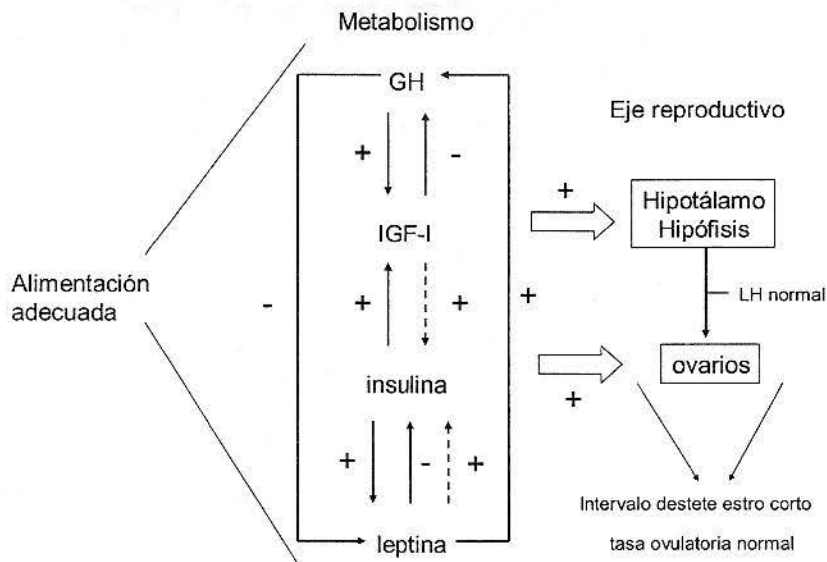 Metabolismo
GH
Eje reproductivo
+
-
+
Hipotálamo
Hipófisis
IGF-I
Alimentación
adecuada
-
+
+
+
LH normal
insulina
ovarios
+
+
-
+
Intervalo destete estro corto
leptina
tasa ovulatoria normal